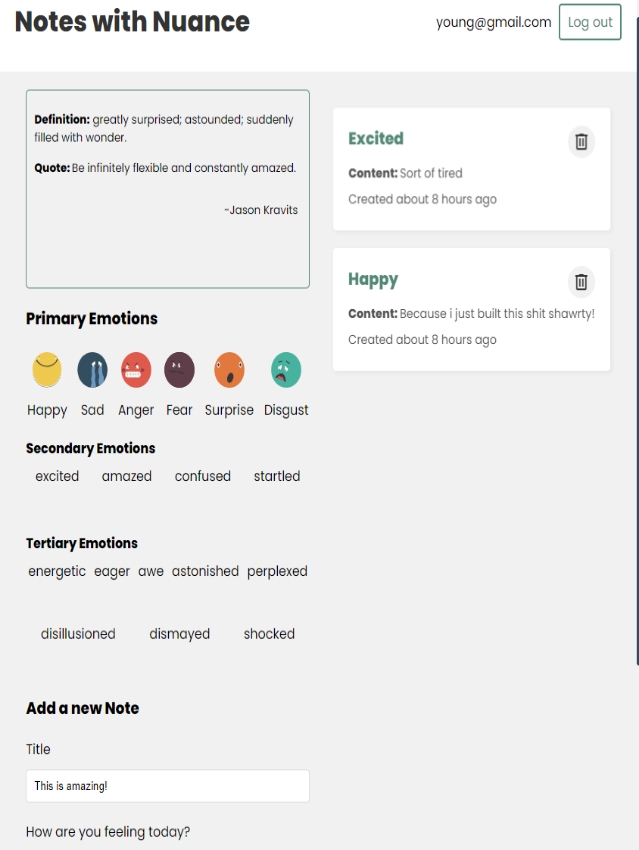 Notes with Nuance
young@gmail.com
Log out
Definition: greatly surprised; astounded; suddenly
filled with wonder.
Quote: Be infinitely flexible and constantly amazed.
-Jason Kravits
Primary Emotions
Happy Sad Anger Fear Surprise Disgust
Secondary Emotions
excited amazed confused startled
Tertiary Emotions
energetic eager awe astonished perplexed
disillusioned dismayed shocked
Add a new Note
Title
This is amazing!
How are you feeling today?
Excited
Content: Sort of tired
Created about 8 hours ago
Happy
Content: Because i just built this shit shawrty!
Created about 8 hours ago